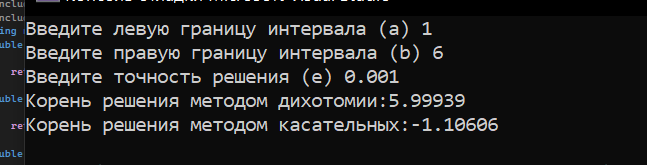 Введите левую границу интервала (a) 1
Введите правую границу интервала (b) 6
Введите точность решения (e) 0.001
Корень решения методом дихотомии:5.99939
Корень решения методом касательных:-1.10606